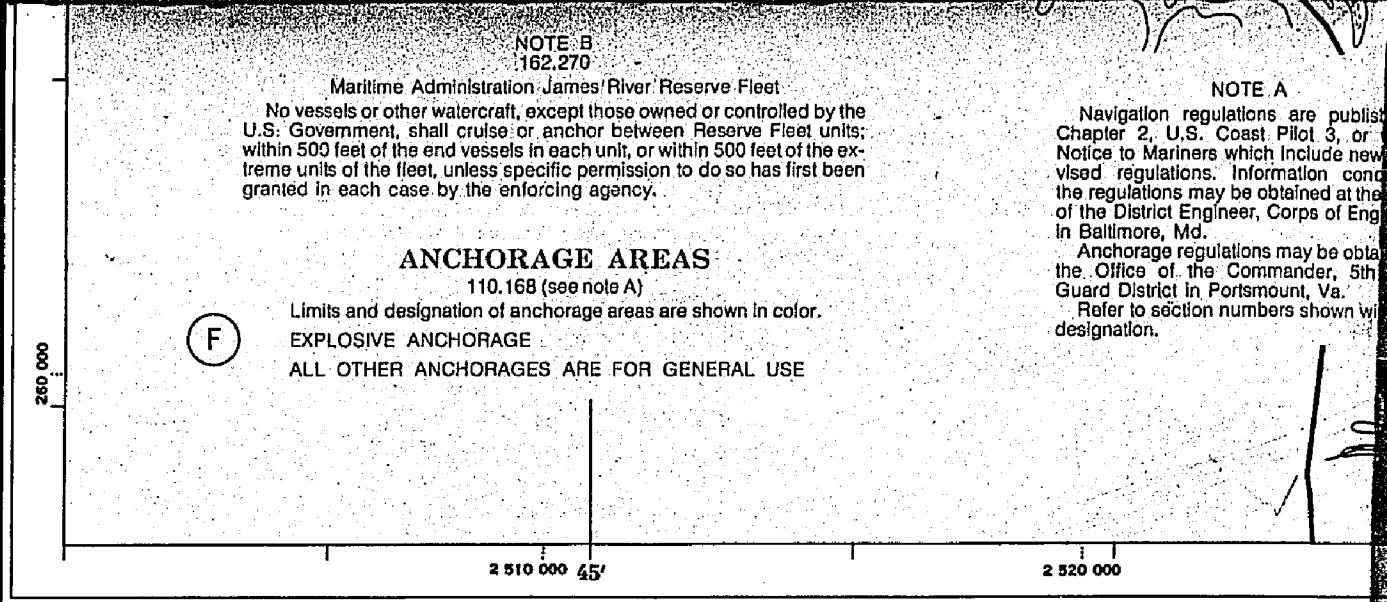 NOTE B
162.270
Maritime Administration James River Reserve Fleet
No vessels or other watercraft, except those owned or controlled by the
U.S. Government, shall cruise or anchor between Reserve Fleet units;
within 500 feet of the end vessels in each unit, or within 500 feet of the ex-
treme units of the fleet, unless specific permission to do so has first been
granted in each case by the enforcing agency.
ANCHORAGE AREAS
110.168 (see note A)
Limits and designation of anchorage areas are shown in color.
F
EXPLOSIVE ANCHORAGE
ALL OTHER ANCHORAGES ARE FOR GENERAL USE
NOTE A
Navigation regulations are publis
Chapter 2, U.S. Coast Pilot 3, or
Notice to Mariners which include new
vised regulations. Information conc
the regulations may be obtained at the
of the District Engineer, Corps of Eng
in Baltimore, Md.
Anchorage regulations may be obta
the Office of the Commander, 5th
Guard District in Portsmount, Va.
Refer to section numbers shown wi
designation.
260 000
2 510 000 45'
2 520 000